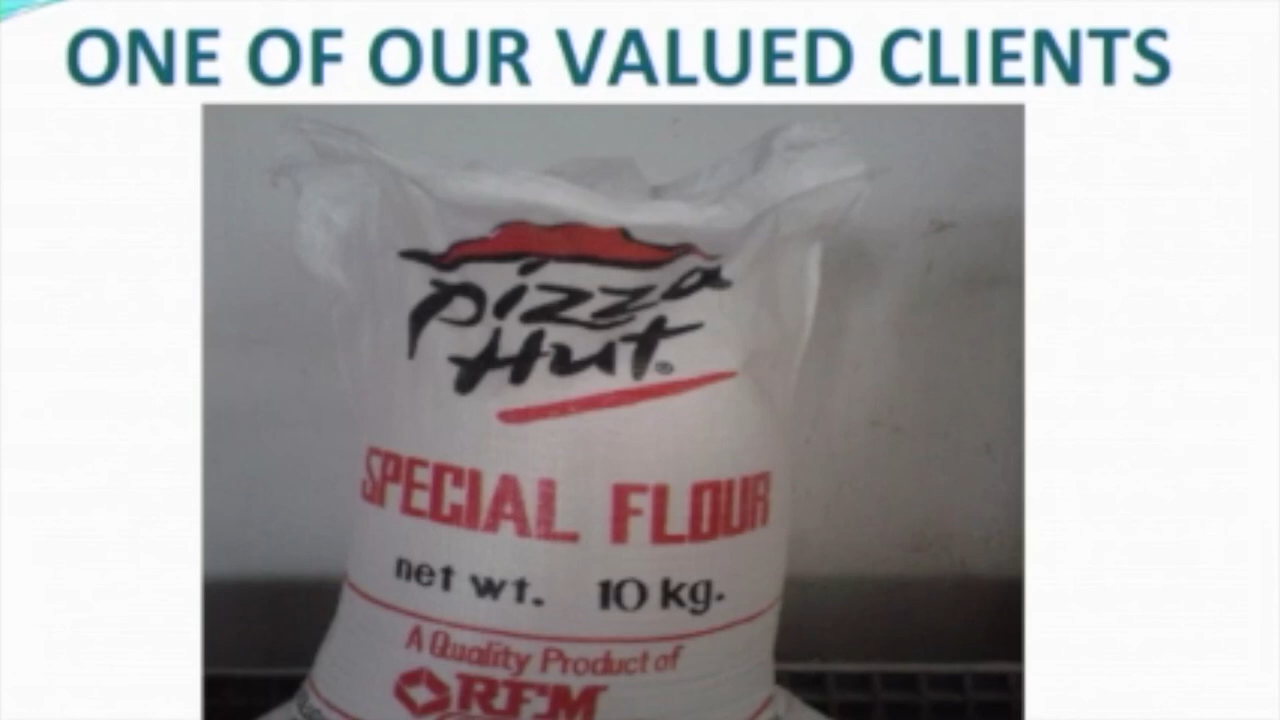 ONE OF OUR VALUED CLIENTS
pizza
Hut®
SPECIAL FLOUR
net wt. 10 kg.
A Quality Product of
RFM